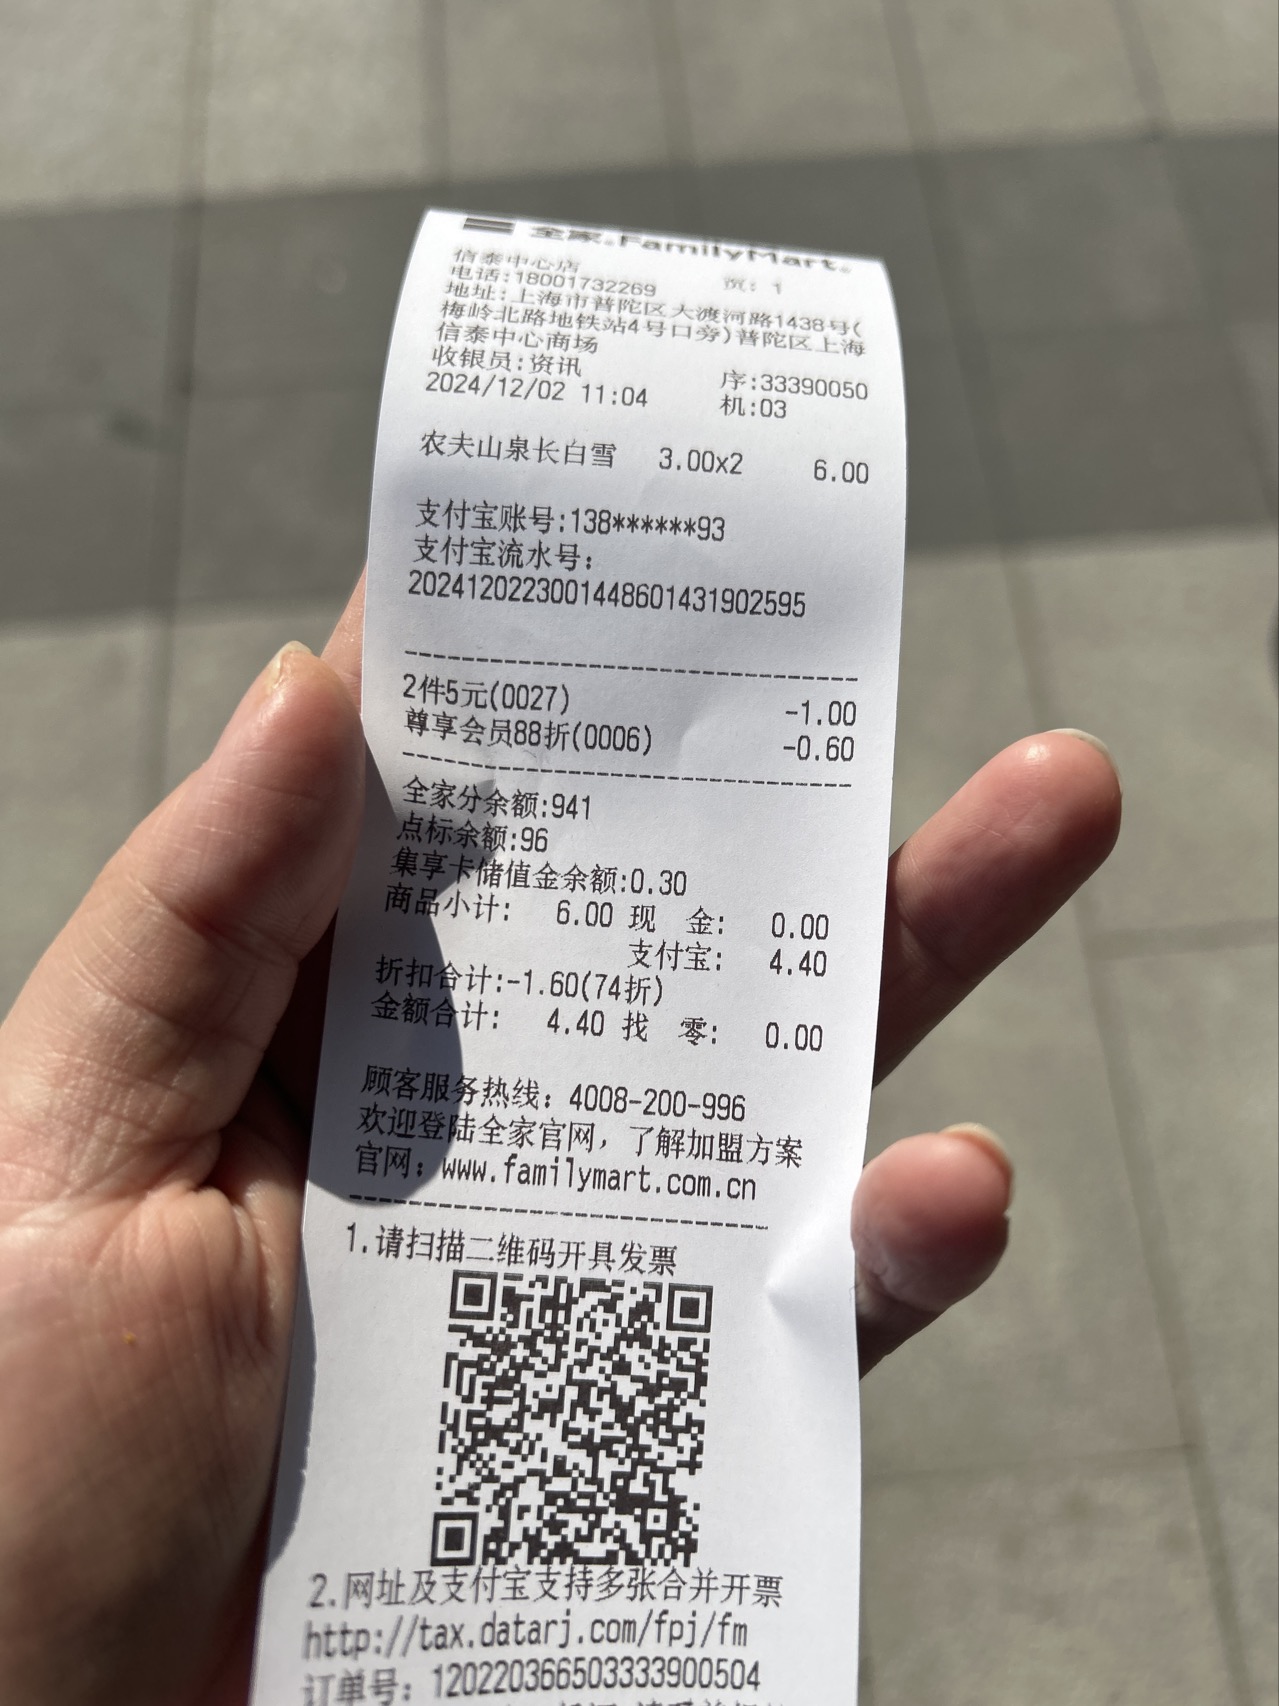 全家®FamilyMart®
信泰中心店 页: 1
电话:18001732269
地址:上海市普陀区大渡河路1438号(
梅岭北路地铁站4号口旁)普陀区上海
信泰中心商场
收银员:资讯 序:33390050
2024/12/02 11:04 机:03
农夫山泉长白雪 3.00x2 6.00
支付宝账号:138******93
支付宝流水号:
2024120223001448601431902595
2件5元(0027) -1.00
尊享会员88折(0006) -0.60
全家分余额:941
点标余额:96
集享卡储值金余额:0.30
商品小计: 6.00 现 金: 0.00
支付宝: 4.40
折扣合计:-1.60(74折)
金额合计: 4.40 找 零: 0.00
顾客服务热线: 4008-200-996
欢迎登陆全家官网，了解加盟方案
官网: www.familymart.com.cn
1.请扫描二维码开具发票
2.网址及支付宝支持多张合并开票
http://tax.datarj.com/fpj/fm
订单号: 120220366503333900504